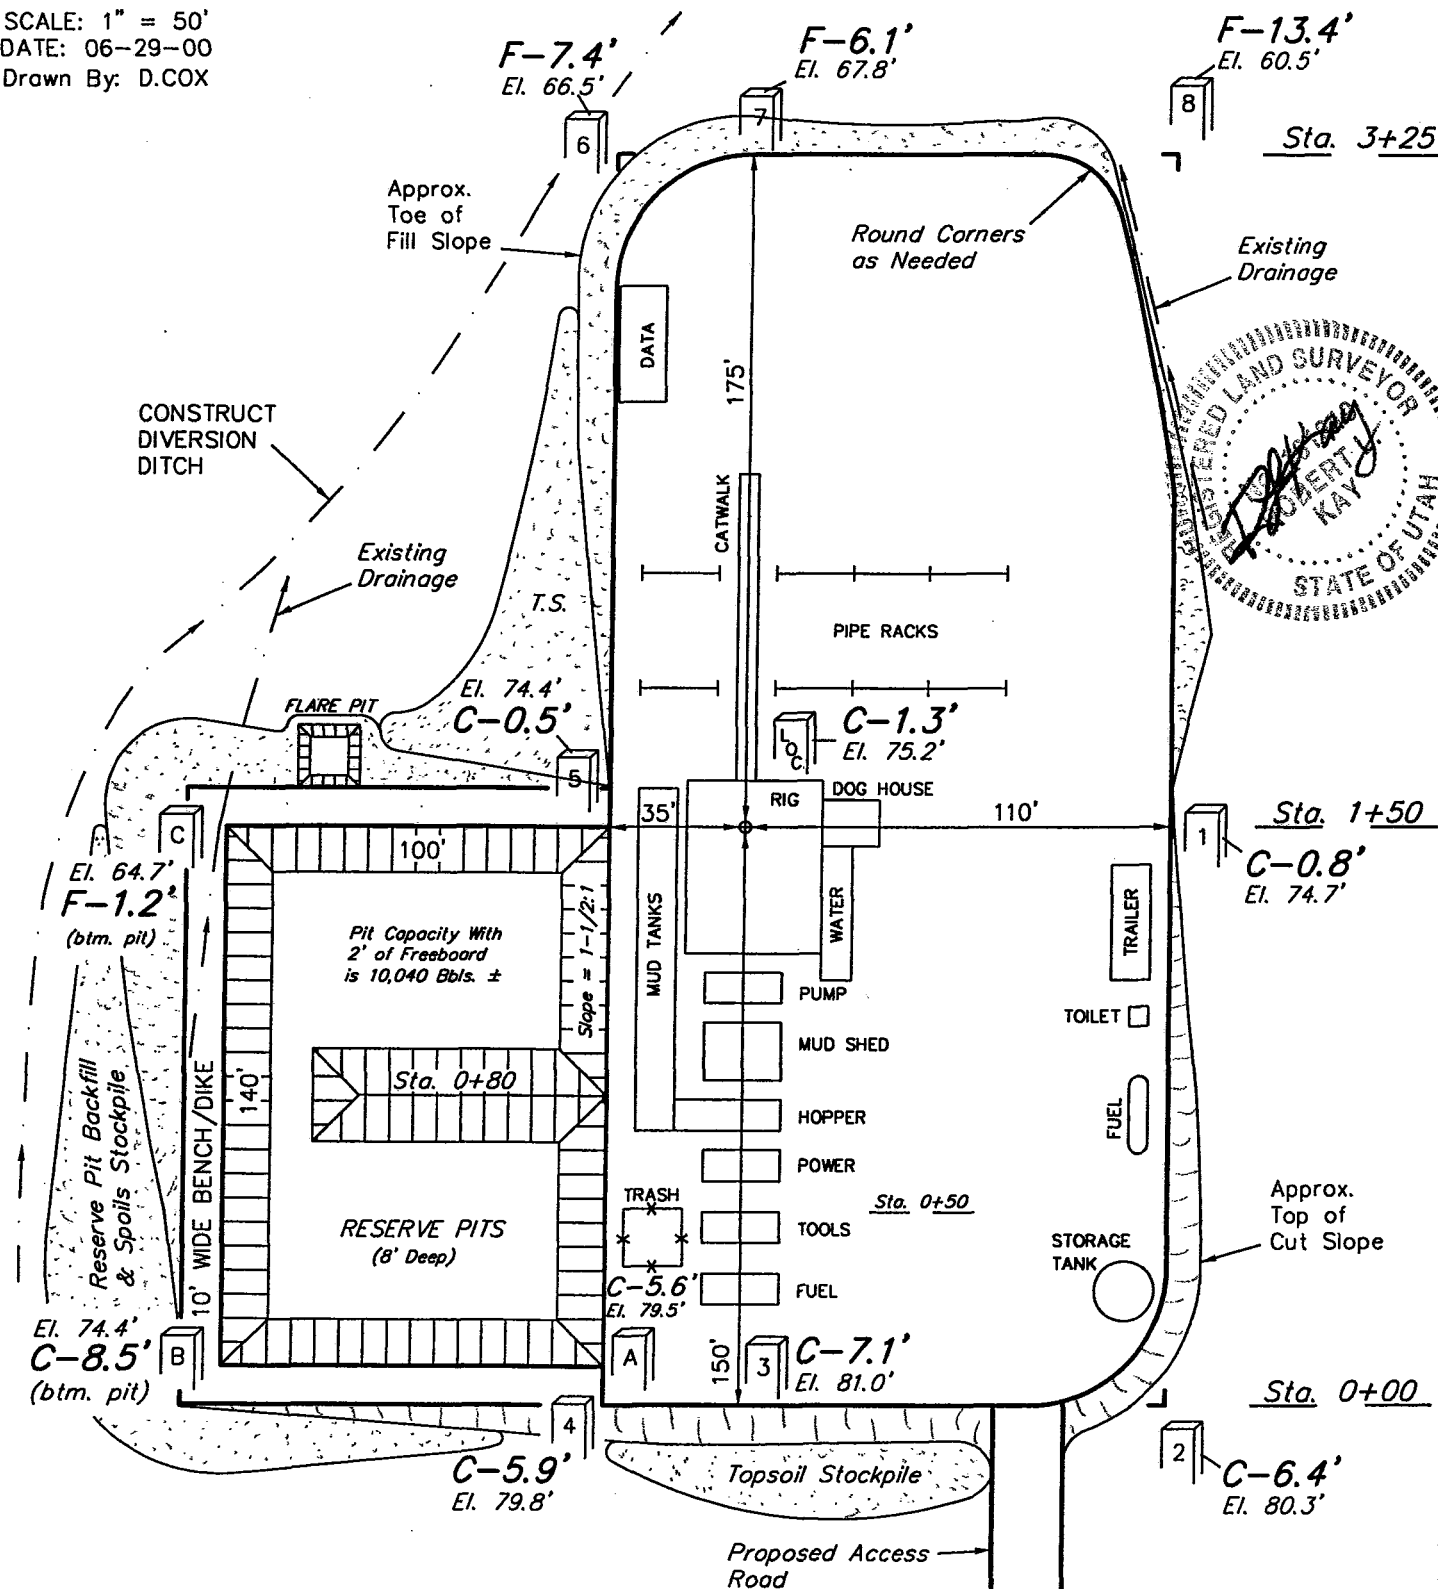 SCALE: 1" = 50'
DATE: 06-29-00
Drawn By: D.COX
F-7.4'
El. 66.5'
F-6.1'
El. 67.8'
F-13.4'
El. 60.5'
6
7
8
Sta. 3+25
Approx.
Toe of
Fill Slope
Round Corners
as Needed
Existing
Drainage
DATA
175'
REGISTERED LAND SURVEYOR
ROBERT J.
KAY
STATE OF UTAH
CONSTRUCT
DIVERSION
DITCH
CATWALK
Existing
Drainage
T.S.
PIPE RACKS
El. 74.4'
C-0.5'
FLARE PIT
LOC.
C-1.3'
El. 75.2'
5
RIG
DOG HOUSE
C
35'
110'
1
Sta. 1+50
100'
C-0.8'
El. 74.7'
El. 64.7'
F-1.2'
(btm. pit)
Pit Capacity With
2' of Freeboard
is 10,040 Bbls. ±
Slope = 1-1/2:1
MUD TANKS
WATER
TRAILER
PUMP
TOILET
MUD SHED
Sta. 0+80
140'
10' WIDE BENCH/DIKE
Reserve Pit Backfill
& Spoils Stockpile
HOPPER
FUEL
POWER
TRASH
Sta. 0+50
Approx.
Top of
Cut Slope
RESERVE PITS
(8' Deep)
TOOLS
STORAGE
TANK
C-5.6'
El. 79.5'
FUEL
El. 74.4'
C-8.5'
(btm. pit)
B
A
150'
3
C-7.1'
El. 81.0'
Sta. 0+00
4
2
C-5.9'
El. 79.8'
Topsoil Stockpile
C-6.4'
El. 80.3'
Proposed Access
Road